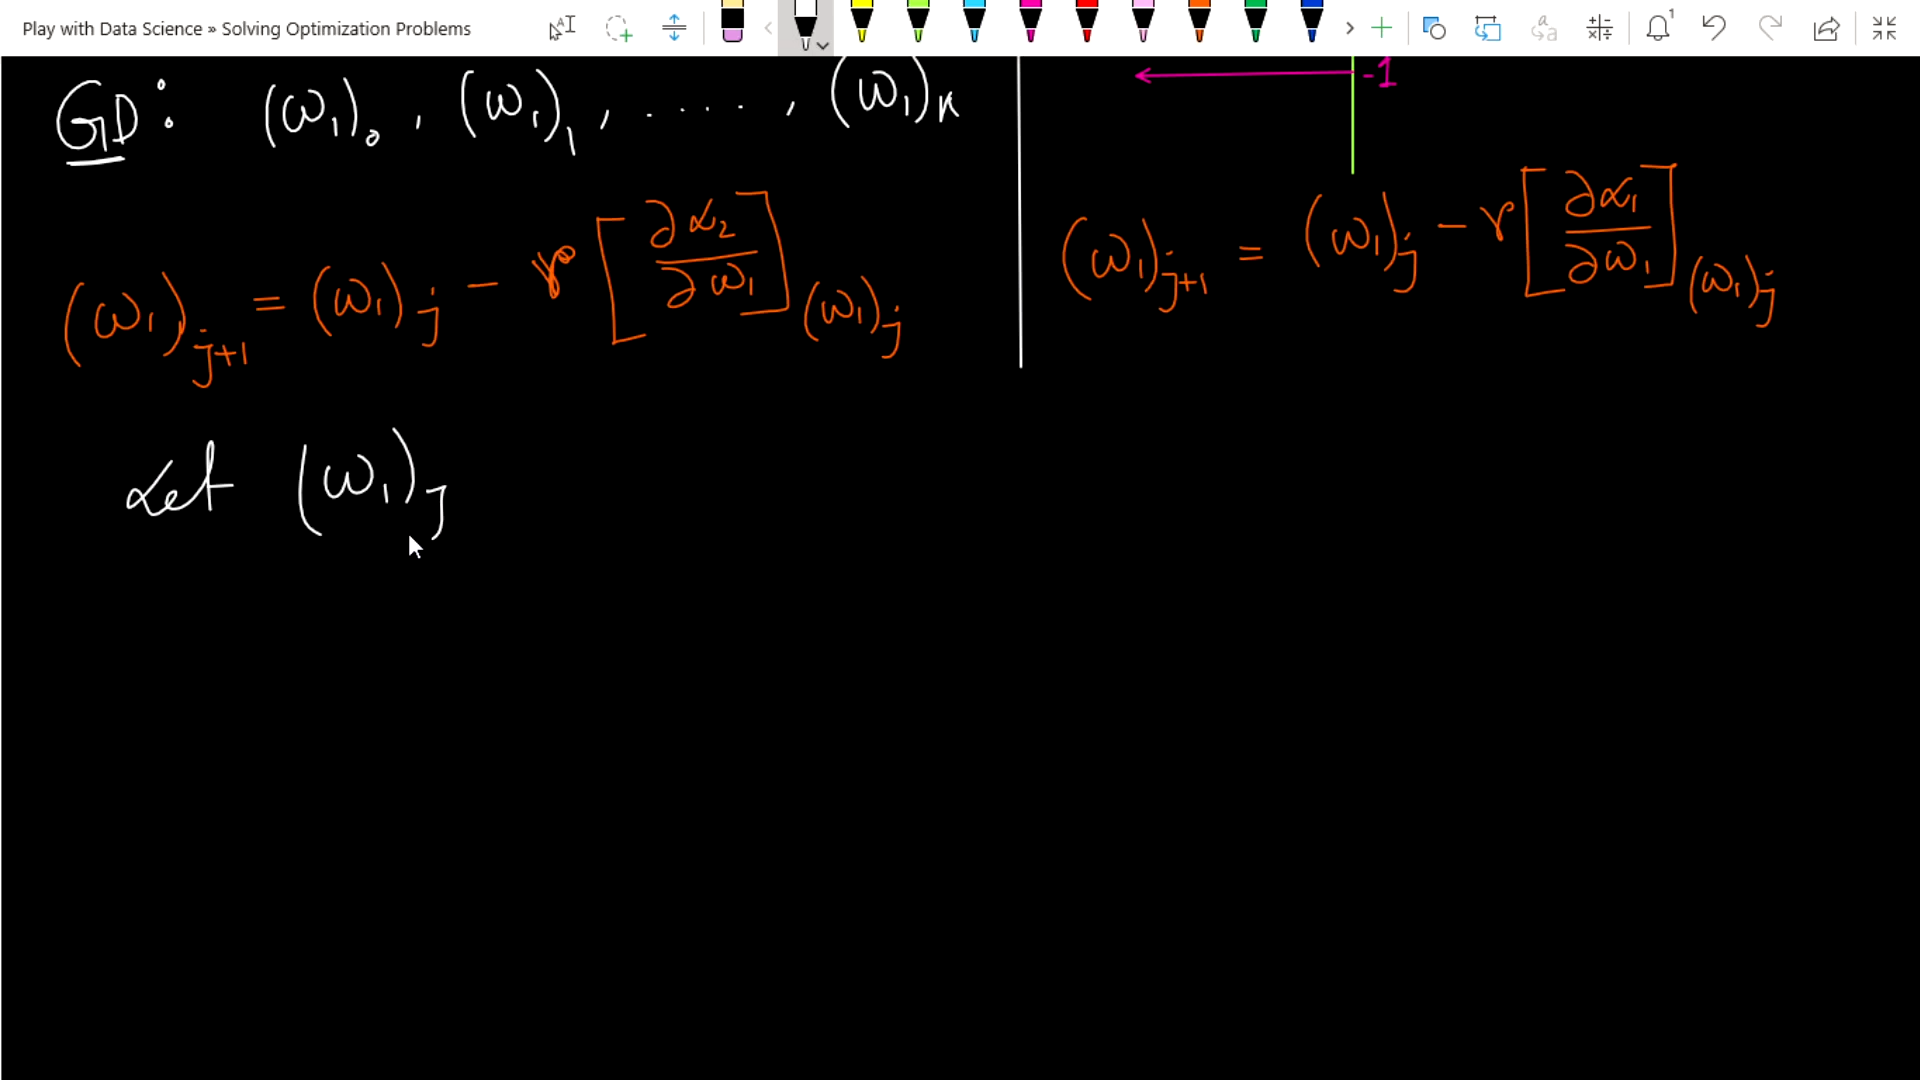 Play with Data Science » Solving Optimization Problems
GD: (ω₁)₀, (ω₁)₁, ....., (ω₁)ₖ
(ω₁)ⱼ₊₁ = (ω₁)ⱼ - r [∂α₂/∂ω₁](ω₁)ⱼ
Let (ω₁)ⱼ
-1
(ω₁)ⱼ₊₁ = (ω₁)ⱼ - r [∂α₁/∂ω₁](ω₁)ⱼ